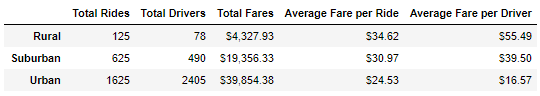 Total Rides Total Drivers Total Fares Average Fare per Ride Average Fare per Driver
Rural 125 78 $4,327.93 $34.62 $55.49
Suburban 625 490 $19,356.33 $30.97 $39.50
Urban 1625 2405 $39,854.38 $24.53 $16.57